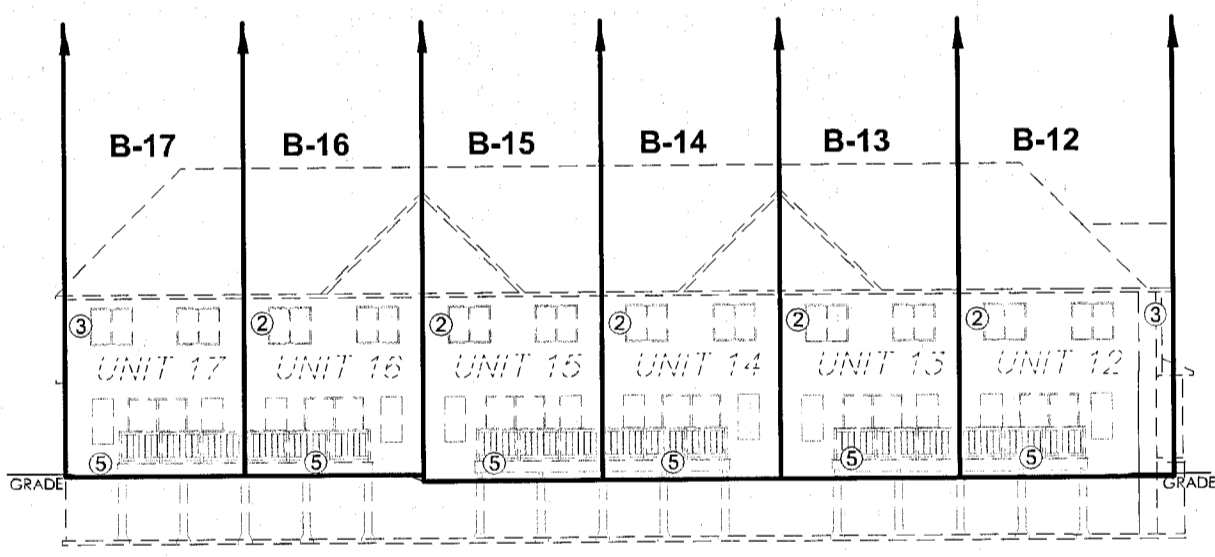 B-17 B-16 B-15 B-14 B-13 B-12
3 2 2 2 2 2 3
UNIT 17 UNIT 16 UNIT 15 UNIT 14 UNIT 13 UNIT 12
5 5 5 5 5 5
GRADE GRADE